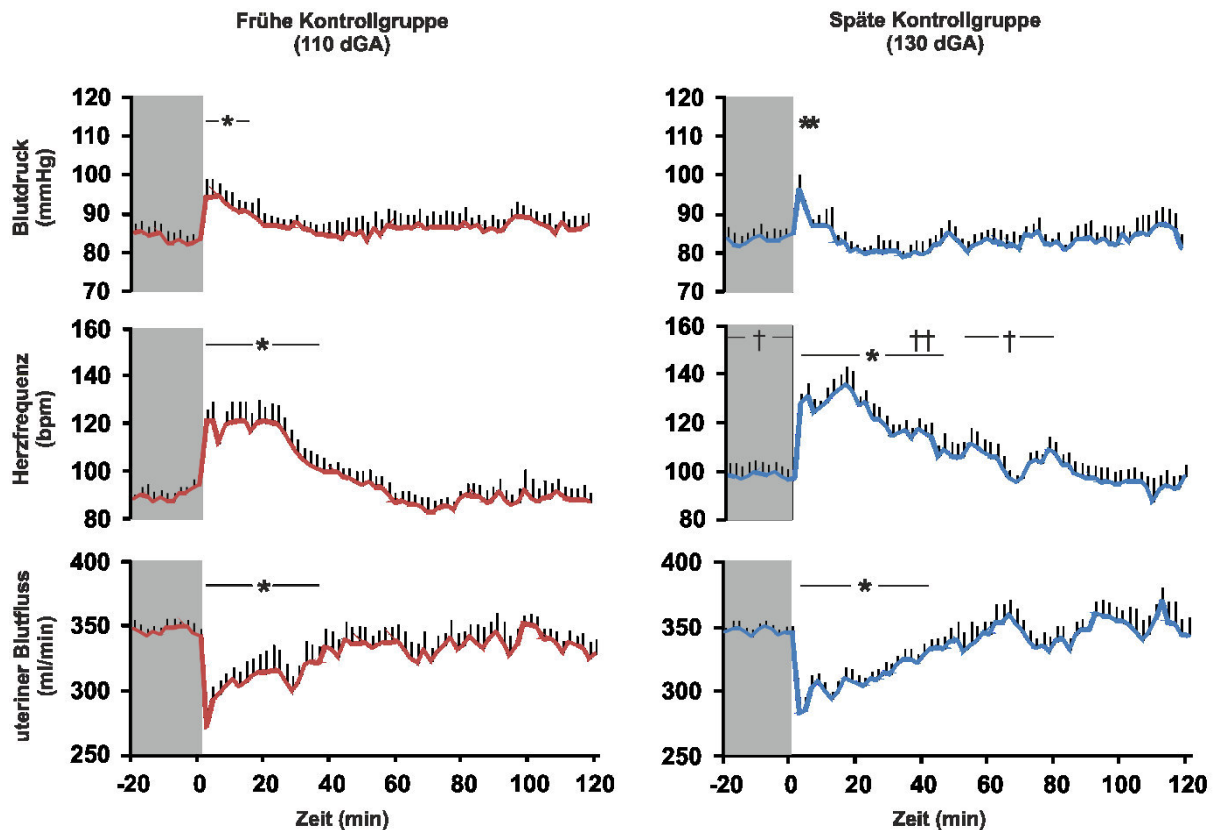 Frühe Kontrollgruppe
(110 dGA)
Späte Kontrollgruppe
(130 dGA)
Blutdruck
(mmHg)
120
110
100
90
80
70
*
120
110
100
90
80
70
**
Herzfrequenz
(bpm)
160
140
120
100
80
*
160
140
120
100
80
†
††
†
*
uteriner Blutfluss
(ml/min)
400
350
300
250
*
400
350
300
250
*
-20 0 20 40 60 80 100 120
Zeit (min)
-20 0 20 40 60 80 100 120
Zeit (min)